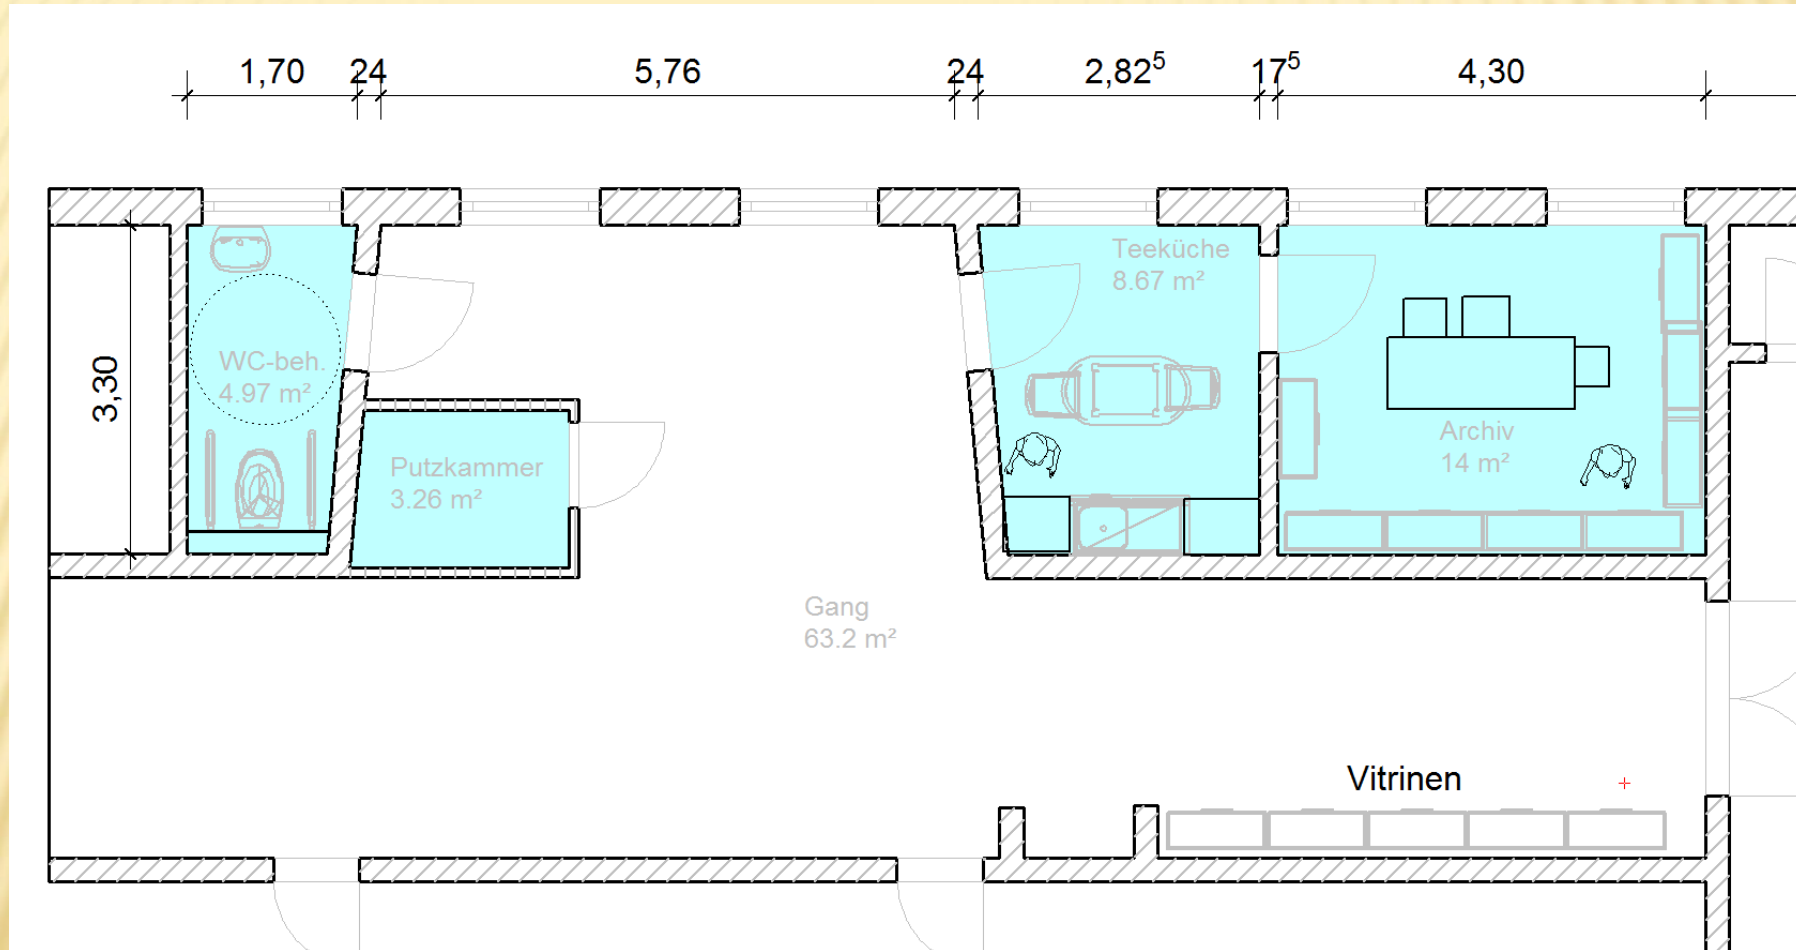 1,70 24 5,76 24 2,82⁵ 17⁵ 4,30
3,30
WC-beh.
4.97 m²
Putzkammer
3.26 m²
Teeküche
8.67 m²
Archiv
14 m²
Gang
63.2 m²
Vitrinen